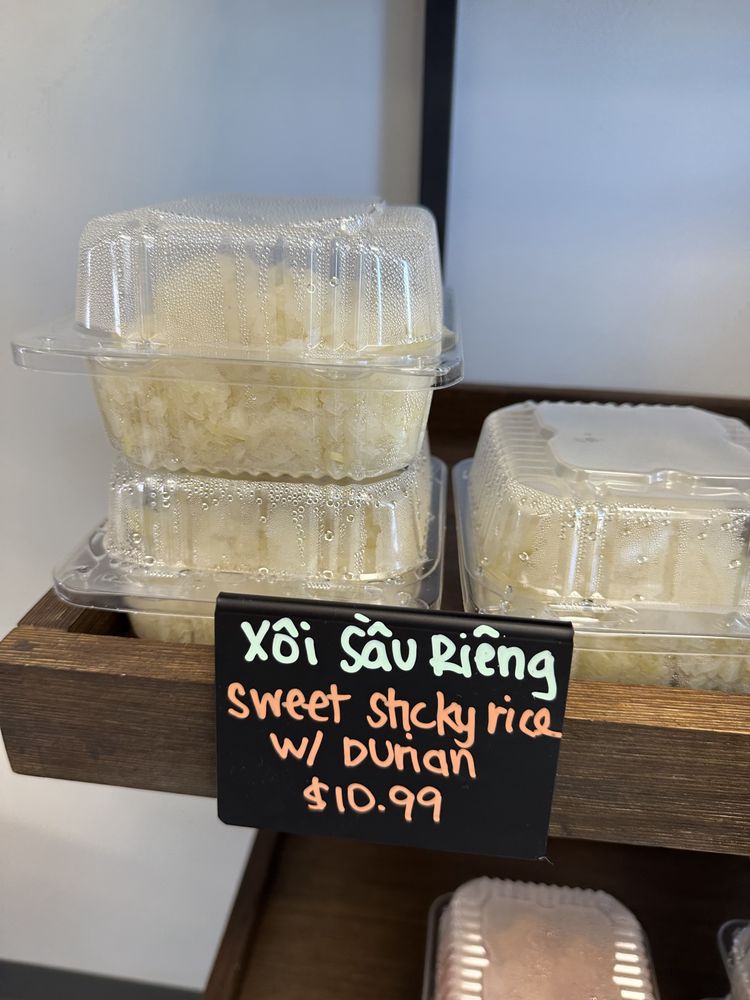 Xôi Sầu Riêng
Sweet Sticky rice
W/ Durian
$10.99